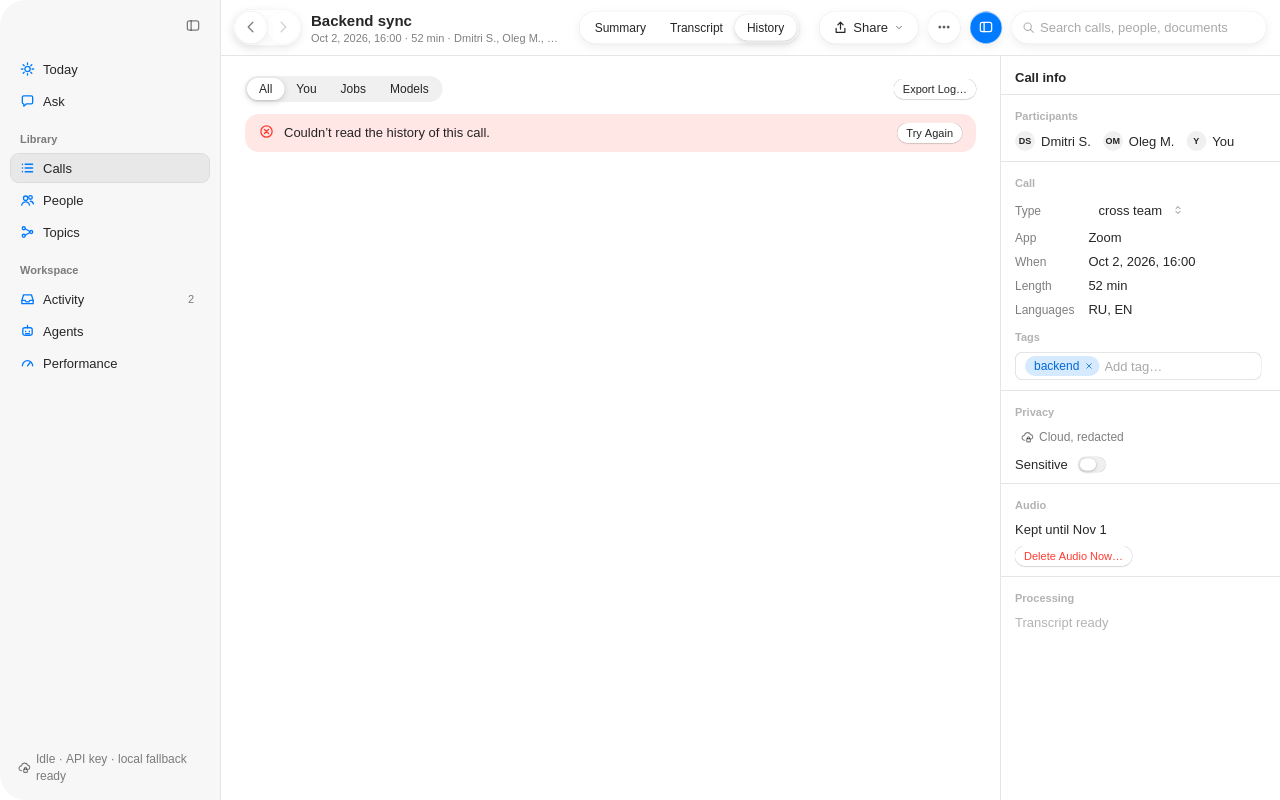 Today
Ask
Library
Calls
People
Topics
Workspace
Activity 2
Agents
Performance
Idle · API key · local fallback
ready
Backend sync
Oct 2, 2026, 16:00 · 52 min · Dmitri S., Oleg M., …
Summary Transcript History
Share
Search calls, people, documents
All You Jobs Models
Export Log…
Couldn’t read the history of this call.
Try Again
Call info
Participants
DS Dmitri S. OM Oleg M. Y You
Call
Type cross team
App Zoom
When Oct 2, 2026, 16:00
Length 52 min
Languages RU, EN
Tags
backend × Add tag…
Privacy
Cloud, redacted
Sensitive
Audio
Kept until Nov 1
Delete Audio Now…
Processing
Transcript ready